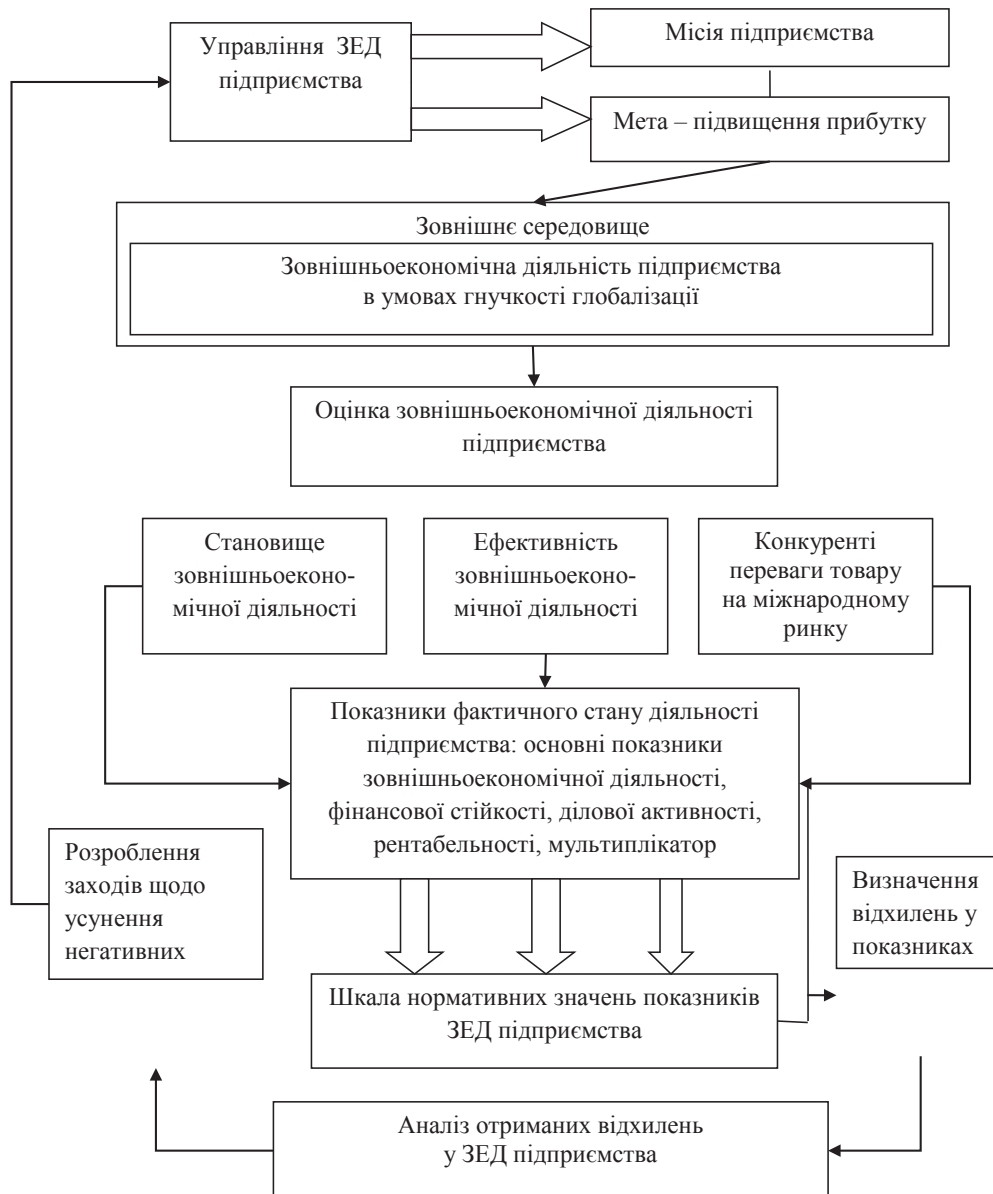 Управління ЗЕД
підприємства
Місія підприємства
Мета – підвищення прибутку
Зовнішнє середовище
Зовнішньоекономічна діяльність підприємства
в умовах гнучкості глобалізації
Оцінка зовнішньоекономічної діяльності
підприємства
Становище
зовнішньоеконо-
мічної діяльності
Ефективність
зовнішньоеконо-
мічної діяльності
Конкуренті
переваги товару
на міжнародному
ринку
Показники фактичного стану діяльності
підприємства: основні показники
зовнішньоекономічної діяльності,
фінансової стійкості, ділової активності,
рентабельності, мультиплікатор
Розроблення
заходів щодо
усунення
негативних
Визначення
відхилень у
показниках
Шкала нормативних значень показників
ЗЕД підприємства
Аналіз отриманих відхилень
у ЗЕД підприємства